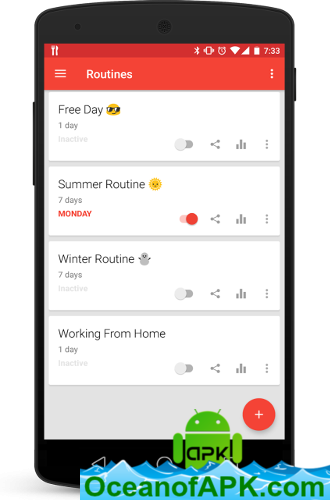 7:33
Routines
Free Day 😎
1 day
Inactive
Summer Routine 🌞
7 days
MONDAY
Winter Routine ⛄
7 days
Inactive
Working From Home
1 day
Inactive
+
apk!
OceanofAPK.com